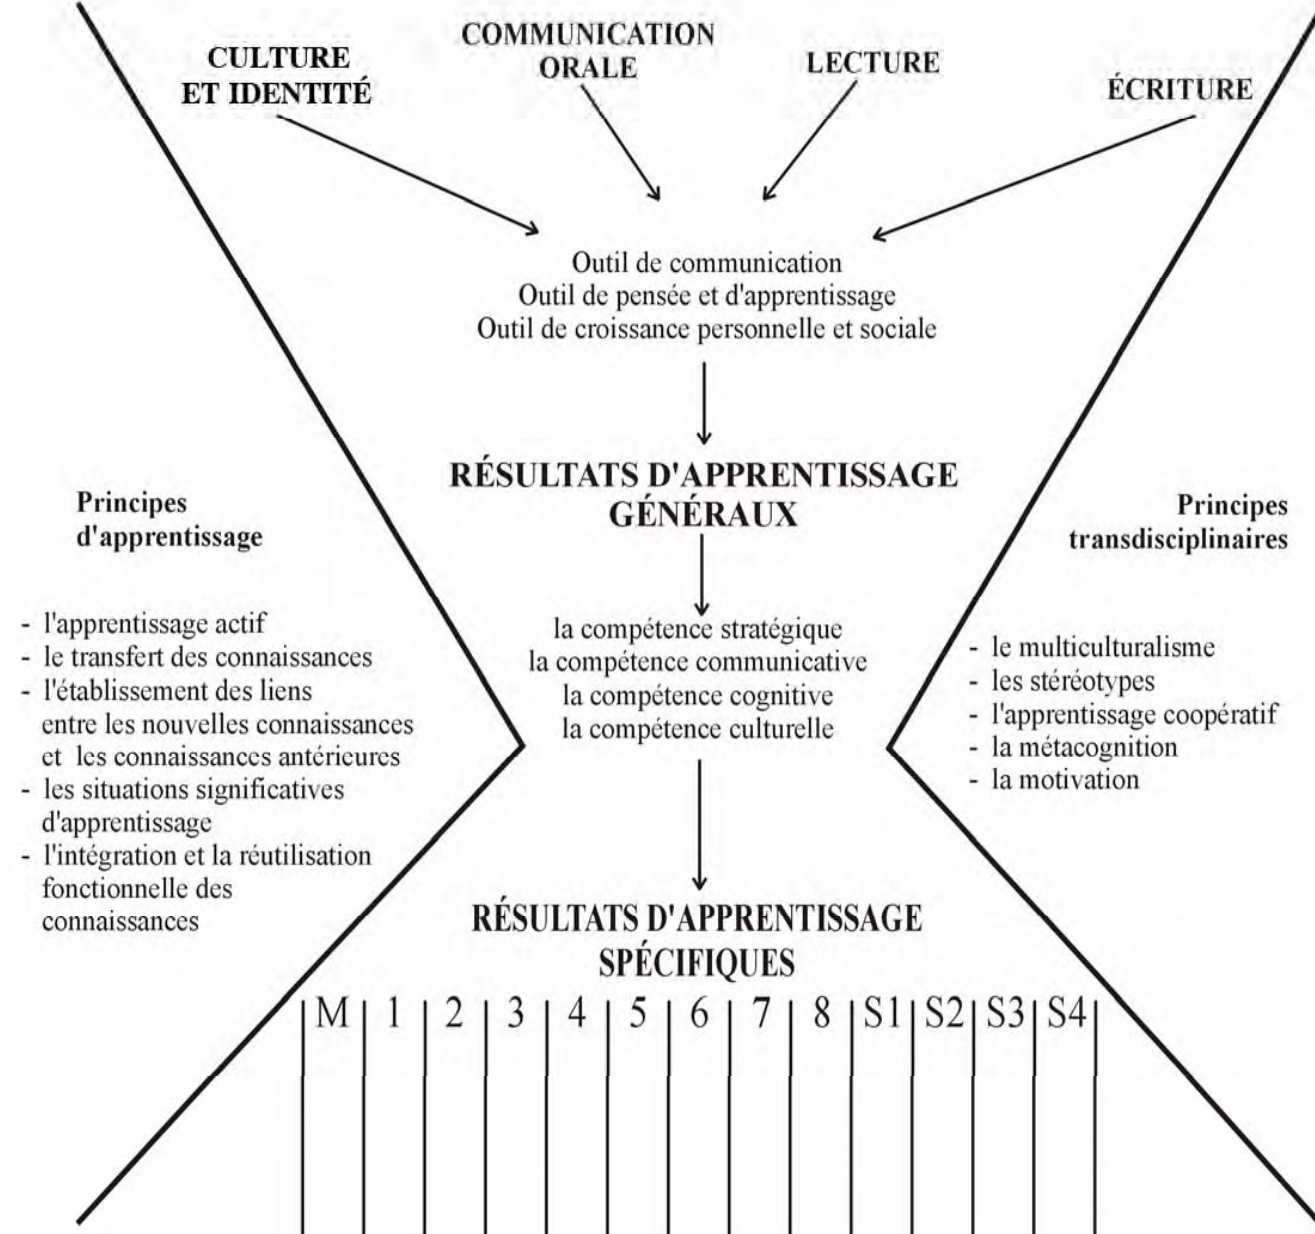 CULTURE
ET IDENTITÉ
COMMUNICATION
ORALE
LECTURE
ÉCRITURE
Outil de communication
Outil de pensée et d'apprentissage
Outil de croissance personnelle et sociale
RÉSULTATS D'APPRENTISSAGE
GÉNÉRAUX
Principes
d'apprentissage
- l'apprentissage actif
- le transfert des connaissances
- l'établissement des liens
entre les nouvelles connaissances
et les connaissances antérieures
- les situations significatives
d'apprentissage
- l'intégration et la réutilisation
fonctionnelle des
connaissances
la compétence stratégique
la compétence communicative
la compétence cognitive
la compétence culturelle
Principes
transdisciplinaires
- le multiculturalisme
- les stéréotypes
- l'apprentissage coopératif
- la métacognition
- la motivation
RÉSULTATS D'APPRENTISSAGE
SPÉCIFIQUES
M 1 2 3 4 5 6 7 8 S1 S2 S3 S4